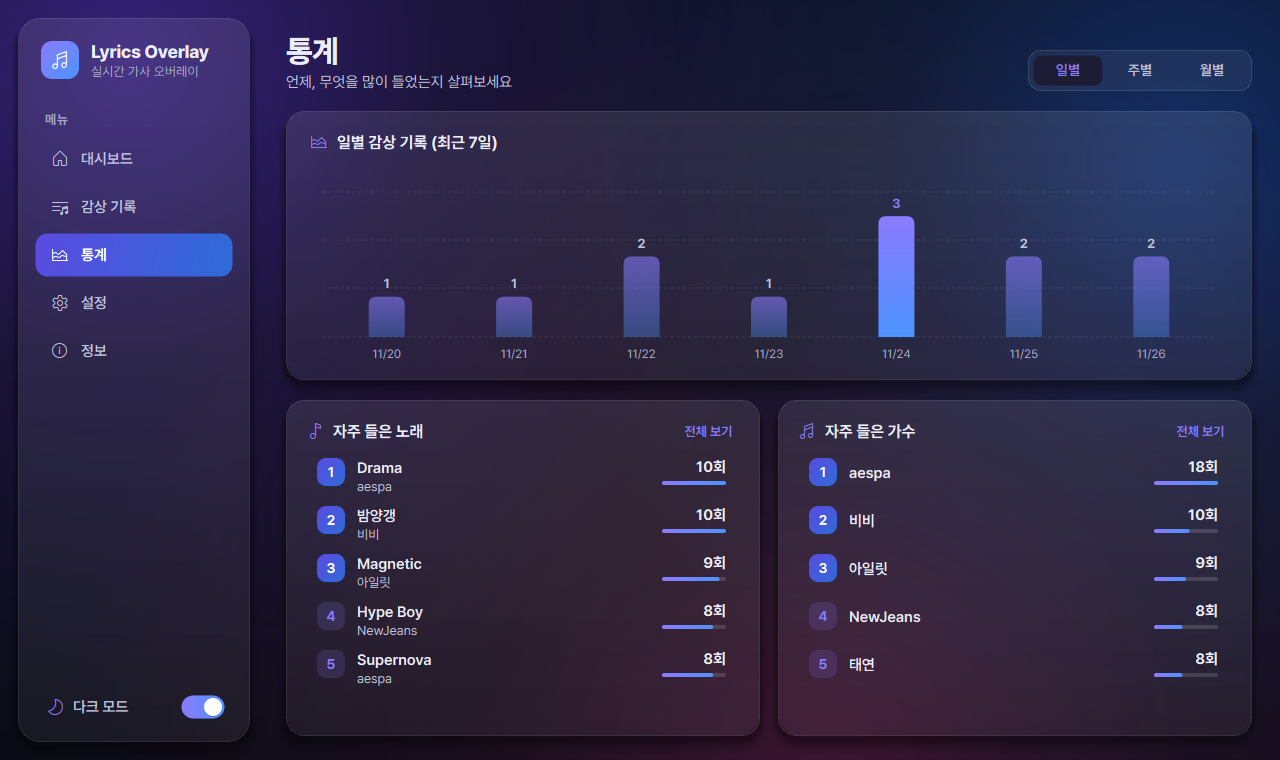 Lyrics Overlay
실시간 가사 오버레이
메뉴
대시보드
감상 기록
통계
설정
정보
다크 모드
통계
언제, 무엇을 많이 들었는지 살펴보세요
일별
주별
월별
일별 감상 기록 (최근 7일)
1
1
2
1
3
2
2
11/20
11/21
11/22
11/23
11/24
11/25
11/26
자주 들은 노래
전체 보기
1
Drama
aespa
10회
2
밤양갱
비비
10회
3
Magnetic
아일릿
9회
4
Hype Boy
NewJeans
8회
5
Supernova
aespa
8회
자주 들은 가수
전체 보기
1
aespa
18회
2
비비
10회
3
아일릿
9회
4
NewJeans
8회
5
태연
8회